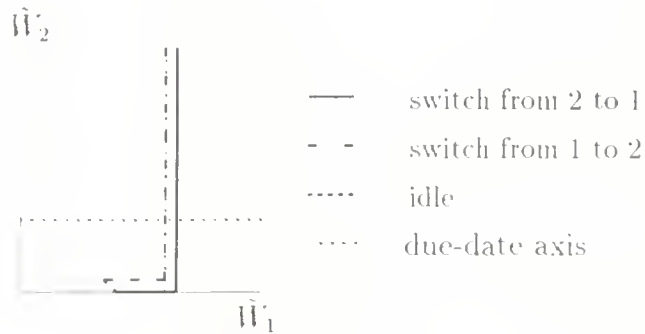 W̃₂
switch from 2 to 1
switch from 1 to 2
idle
due-date axis
W̃₁